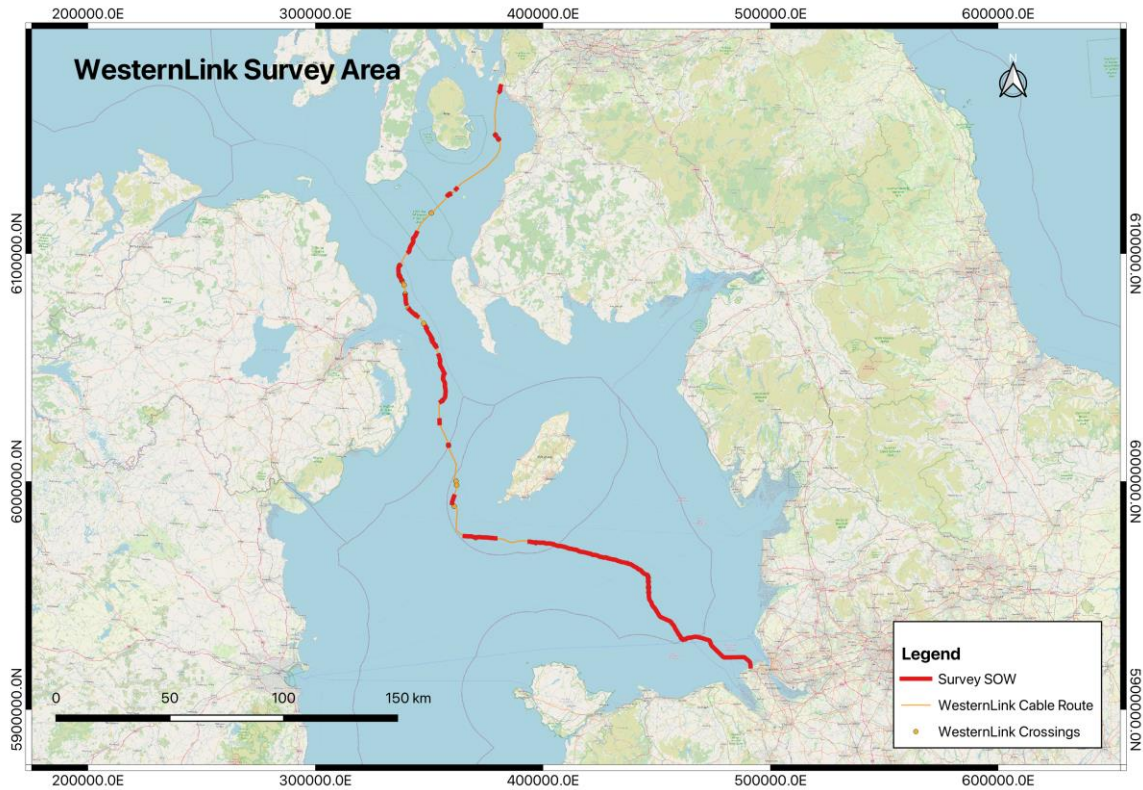 200000.0E 300000.0E 400000.0E 500000.0E 600000.0E
WesternLink Survey Area
N
6100000.0N 6100000.0N
6000000.0N 6000000.0N
5900000.0N 5900000.0N
0 50 100 150 km
Legend
Survey SOW
WesternLink Cable Route
WesternLink Crossings
200000.0E 300000.0E 400000.0E 500000.0E 600000.0E